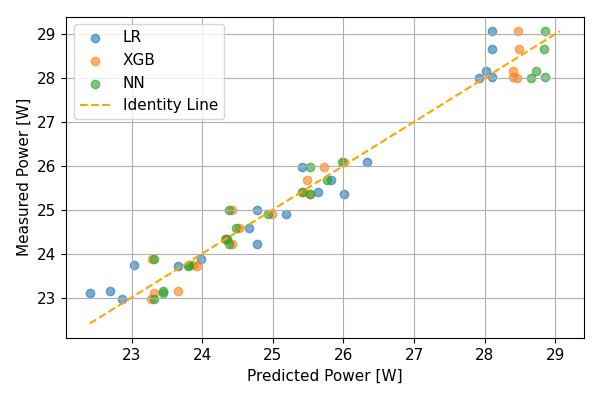 LR
XGB
NN
Identity Line
29
28
27
26
25
24
23
Measured Power [W]
23 24 25 26 27 28 29
Predicted Power [W]